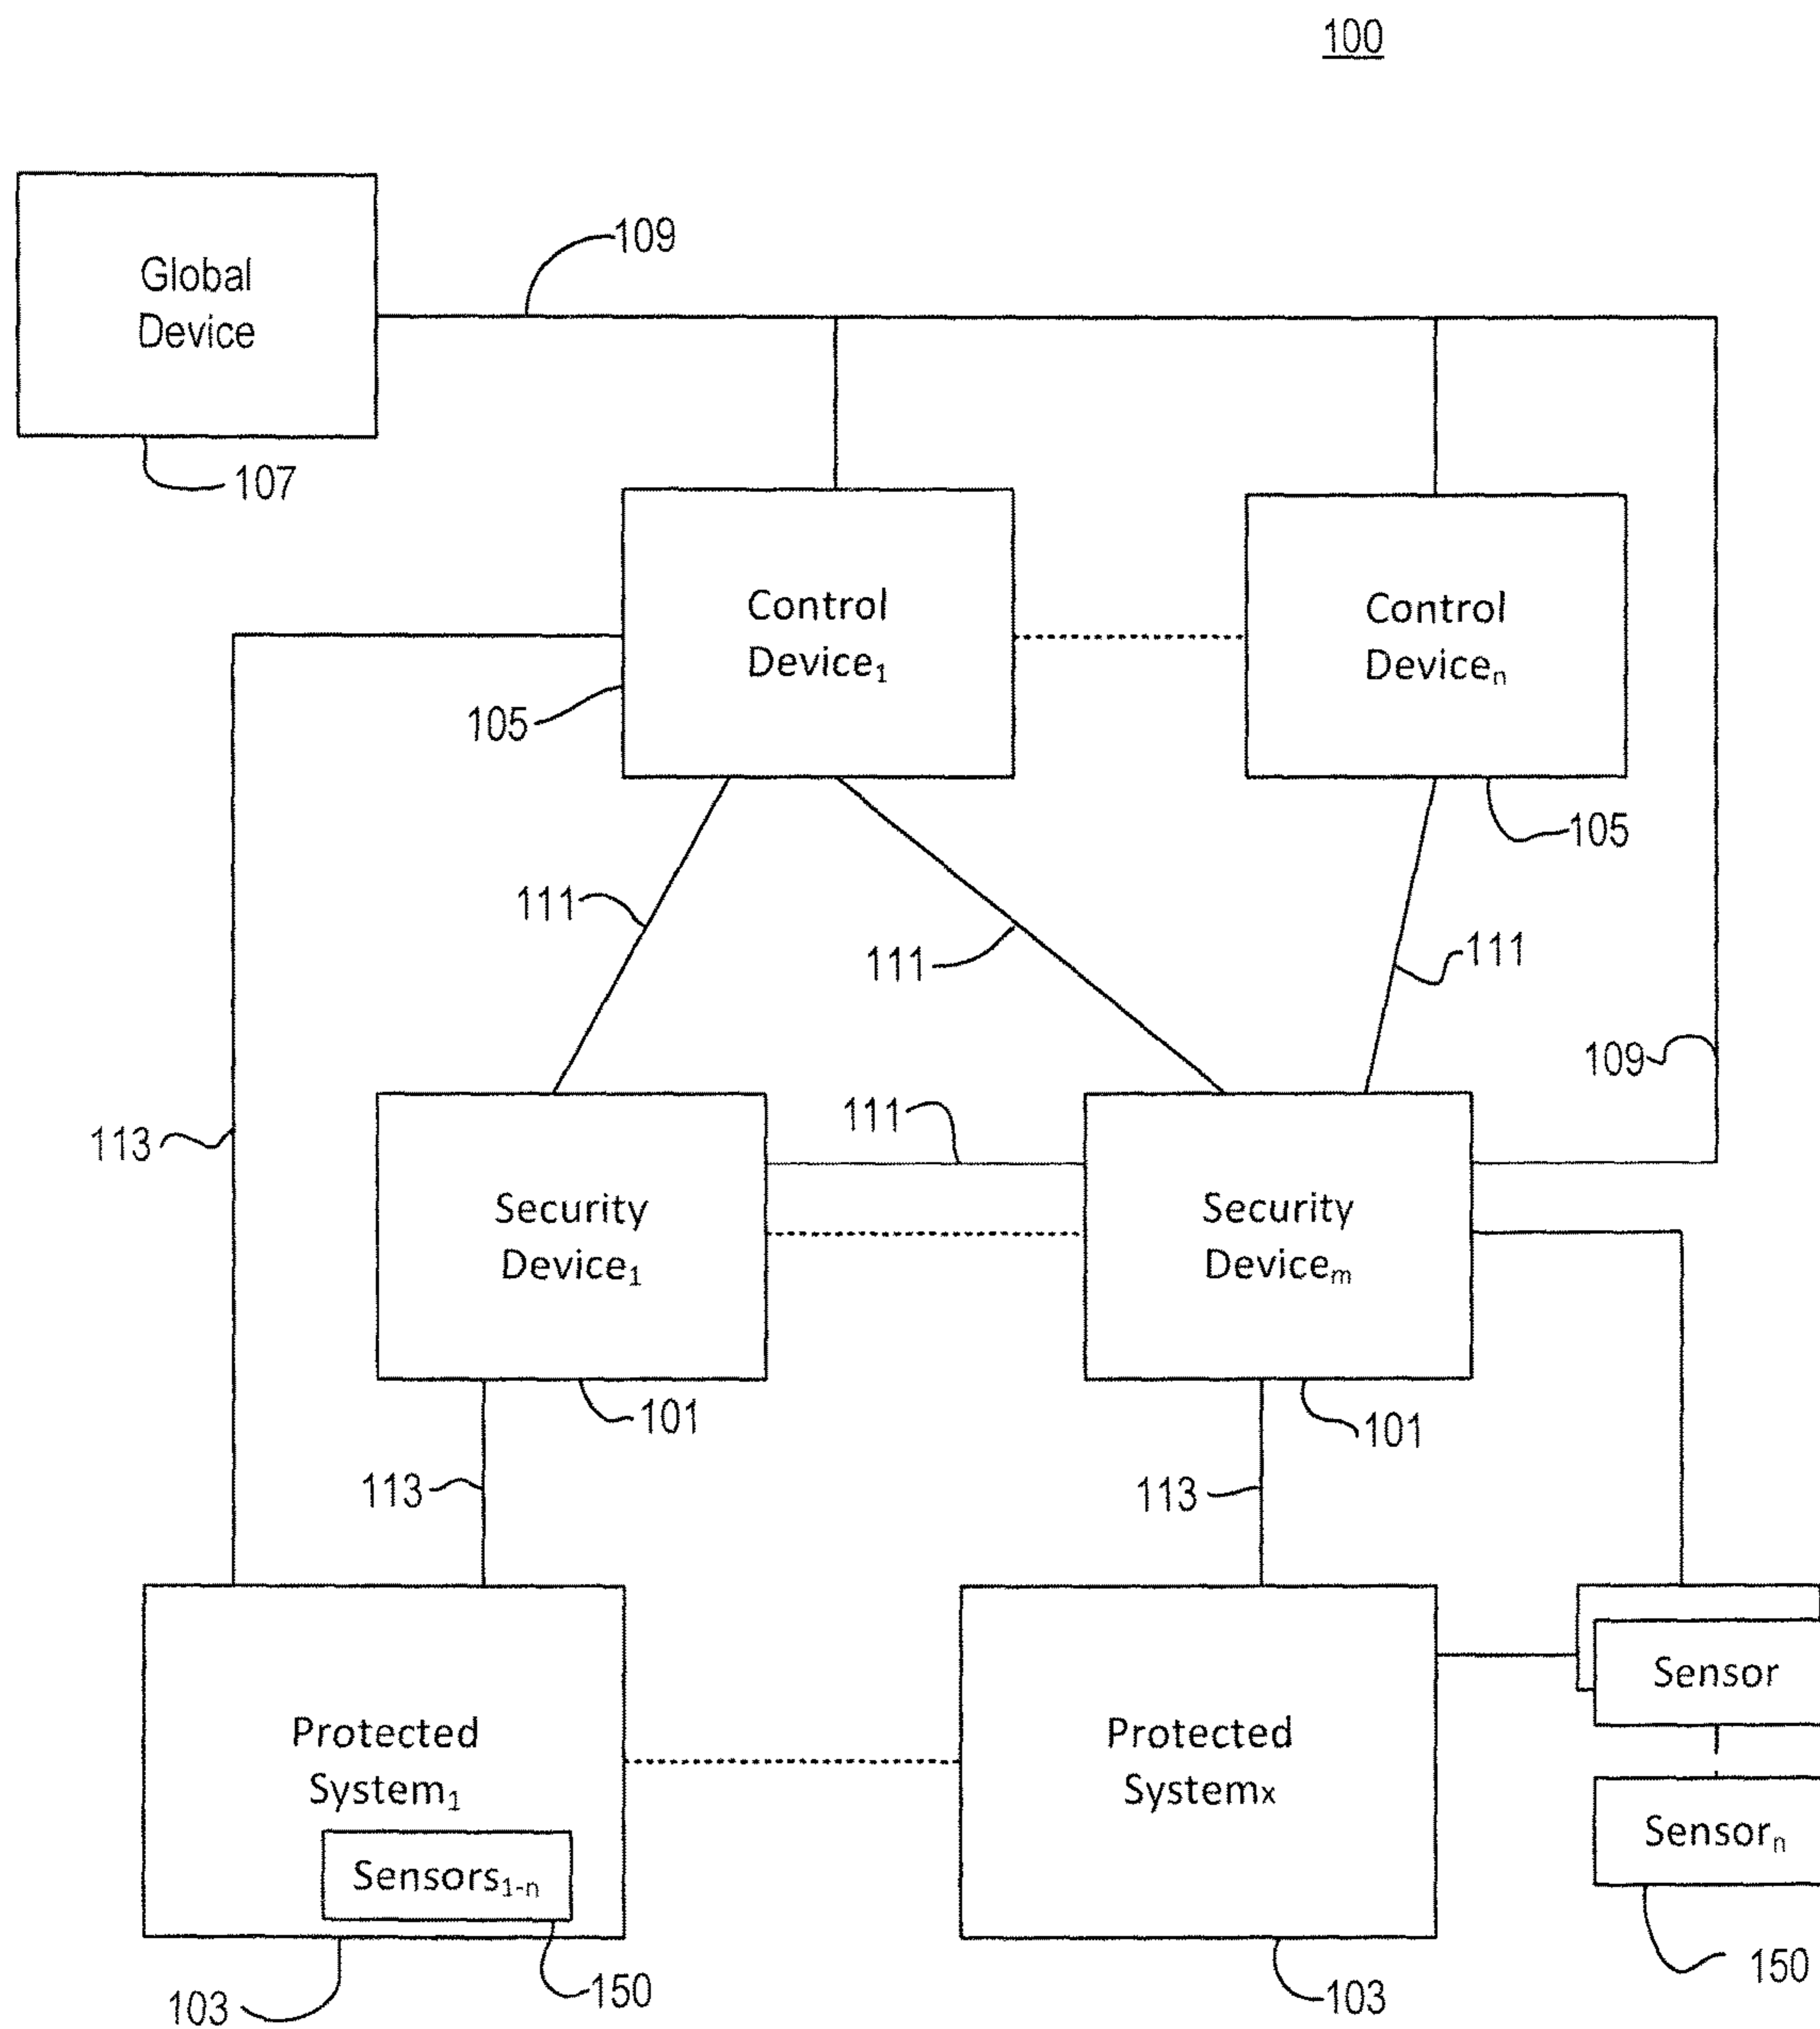 100
Global
Device
109
107
Control
Device₁
Control
Deviceₙ
105
105
111
111
111
109
113
111
Security
Device₁
Security
Deviceₘ
101
101
113
113
Protected
System₁
Sensors₁₋ₙ
Protected
Systemx
Sensor
Sensorₙ
103
150
103
150